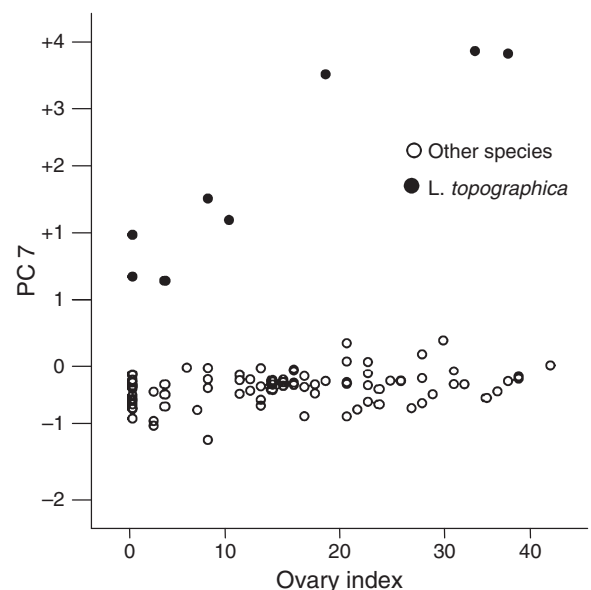 +4
+3
+2
+1
1
0
–1
–2
PC 7
Other species
L. topographica
0 10 20 30 40
Ovary index